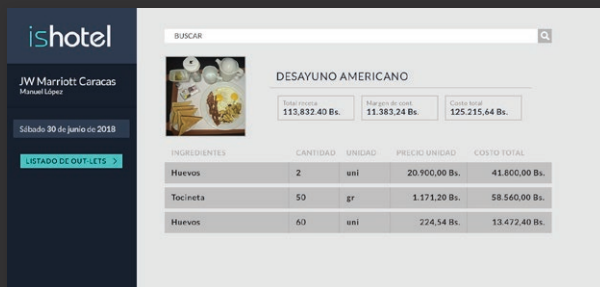 ishotel
JW Marriott Caracas
Manuel López
Sábado 30 de junio de 2018
LISTADO DE OUT-LETS >
BUSCAR
DESAYUNO AMERICANO
Total receta
113,832.40 Bs.
Margen de cont.
11.383,24 Bs.
Costo total
125.215,64 Bs.
INGREDIENTES CANTIDAD UNIDAD PRECIO UNIDAD COSTO TOTAL
Huevos 2 uni 20.900,00 Bs. 41.800,00 Bs.
Tocineta 50 gr 1.171,20 Bs. 58.560,00 Bs.
Huevos 60 uni 224,54 Bs. 13.472,40 Bs.